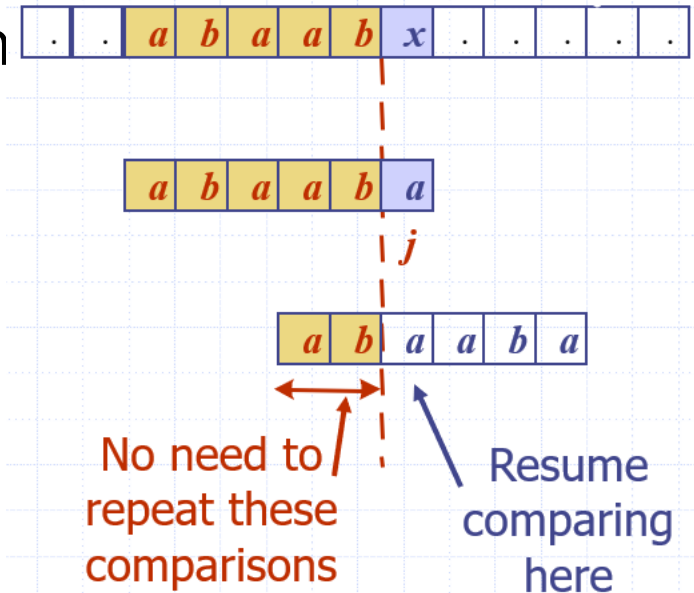 . . a b a a b x . . . . .
a b a a b a
j
a b a a b a
No need to
repeat these
comparisons
Resume
comparing
here